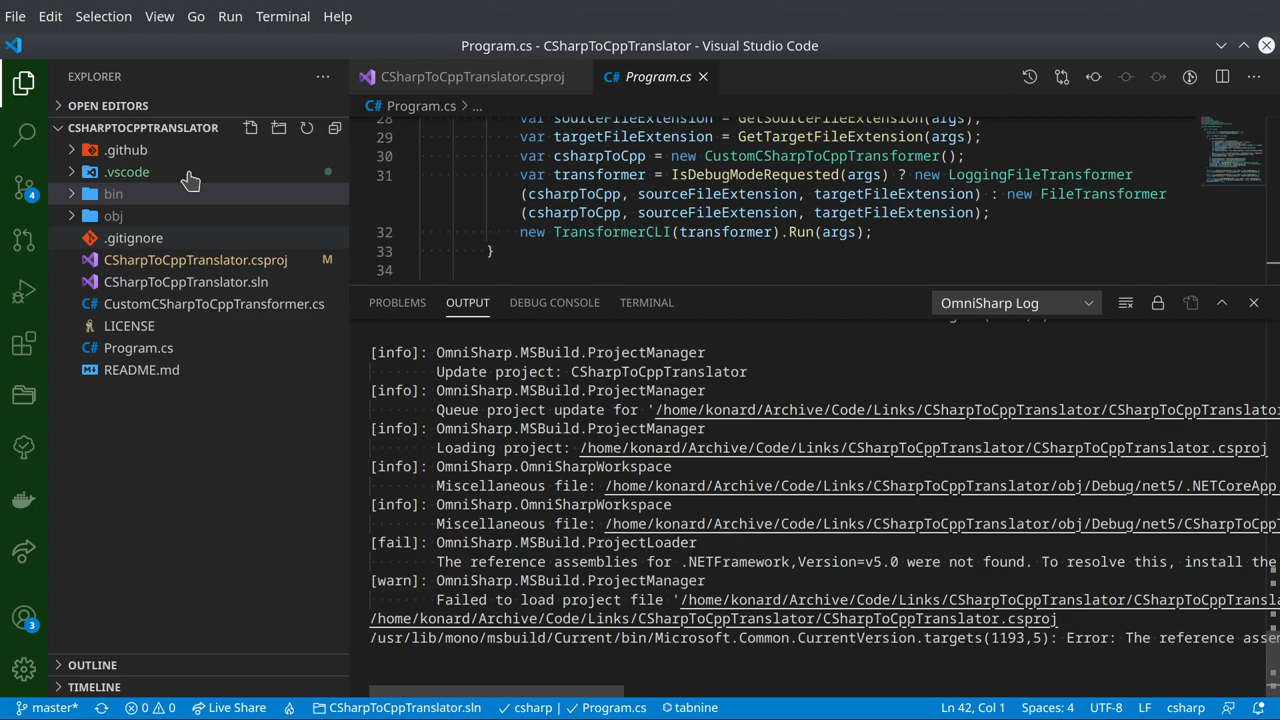 File Edit Selection View Go Run Terminal Help
Program.cs - CSharpToCppTranslator - Visual Studio Code
EXPLORER
OPEN EDITORS
CSHARPTOCPPTRANSLATOR
.github
.vscode
bin
obj
.gitignore
CSharpToCppTranslator.csproj M
CSharpToCppTranslator.sln
CustomCSharpToCppTransformer.cs
LICENSE
Program.cs
README.md
OUTLINE
TIMELINE
4
3
CSharpToCppTranslator.csproj Program.cs
Program.cs > ...
28 var sourceFileExtension = GetSourceFileExtension(args);
29 var targetFileExtension = GetTargetFileExtension(args);
30 var csharpToCpp = new CustomCSharpToCppTransformer();
31 var transformer = IsDebugModeRequested(args) ? new LoggingFileTransformer
(csharpToCpp, sourceFileExtension, targetFileExtension) : new FileTransformer
(csharpToCpp, sourceFileExtension, targetFileExtension);
32 new TransformerCLI(transformer).Run(args);
33 }
34
PROBLEMS OUTPUT DEBUG CONSOLE TERMINAL OmniSharp Log
[info]: OmniSharp.MSBuild.ProjectManager
Update project: CSharpToCppTranslator
[info]: OmniSharp.MSBuild.ProjectManager
Queue project update for '/home/konard/Archive/Code/Links/CSharpToCppTranslator/CSharpToCppTranslato
[info]: OmniSharp.MSBuild.ProjectManager
Loading project: /home/konard/Archive/Code/Links/CSharpToCppTranslator/CSharpToCppTranslator.csproj
[info]: OmniSharp.OmniSharpWorkspace
Miscellaneous file: /home/konard/Archive/Code/Links/CSharpToCppTranslator/obj/Debug/net5/.NETCoreApp
[info]: OmniSharp.OmniSharpWorkspace
Miscellaneous file: /home/konard/Archive/Code/Links/CSharpToCppTranslator/obj/Debug/net5/CSharpToCpp
[fail]: OmniSharp.MSBuild.ProjectLoader
The reference assemblies for .NETFramework,Version=v5.0 were not found. To resolve this, install the
[warn]: OmniSharp.MSBuild.ProjectManager
Failed to load project file '/home/konard/Archive/Code/Links/CSharpToCppTranslator/CSharpToCppTransla
/home/konard/Archive/Code/Links/CSharpToCppTranslator/CSharpToCppTranslator.csproj
/usr/lib/mono/msbuild/Current/bin/Microsoft.Common.CurrentVersion.targets(1193,5): Error: The reference asse
master* 0 0 Live Share CSharpToCppTranslator.sln csharp | Program.cs tabnine Ln 42, Col 1 Spaces: 4 UTF-8 LF csharp